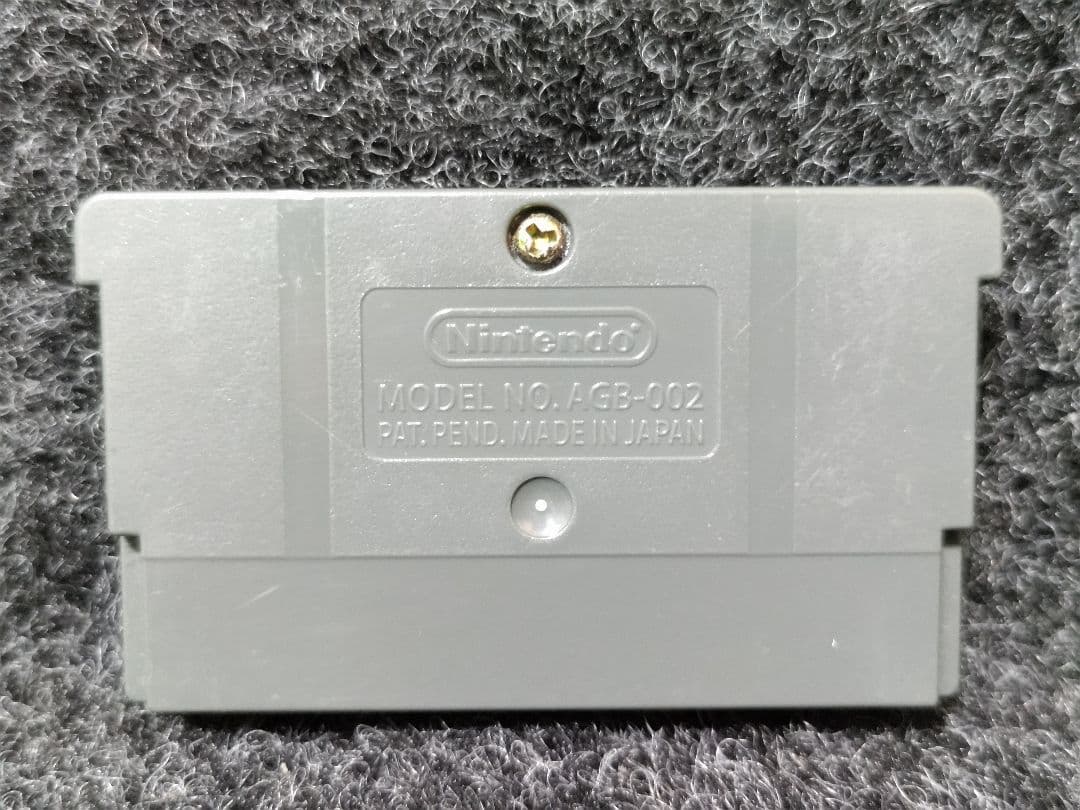 Nintendo®
MODEL NO. AGB-002
PAT. PEND. MADE IN JAPAN